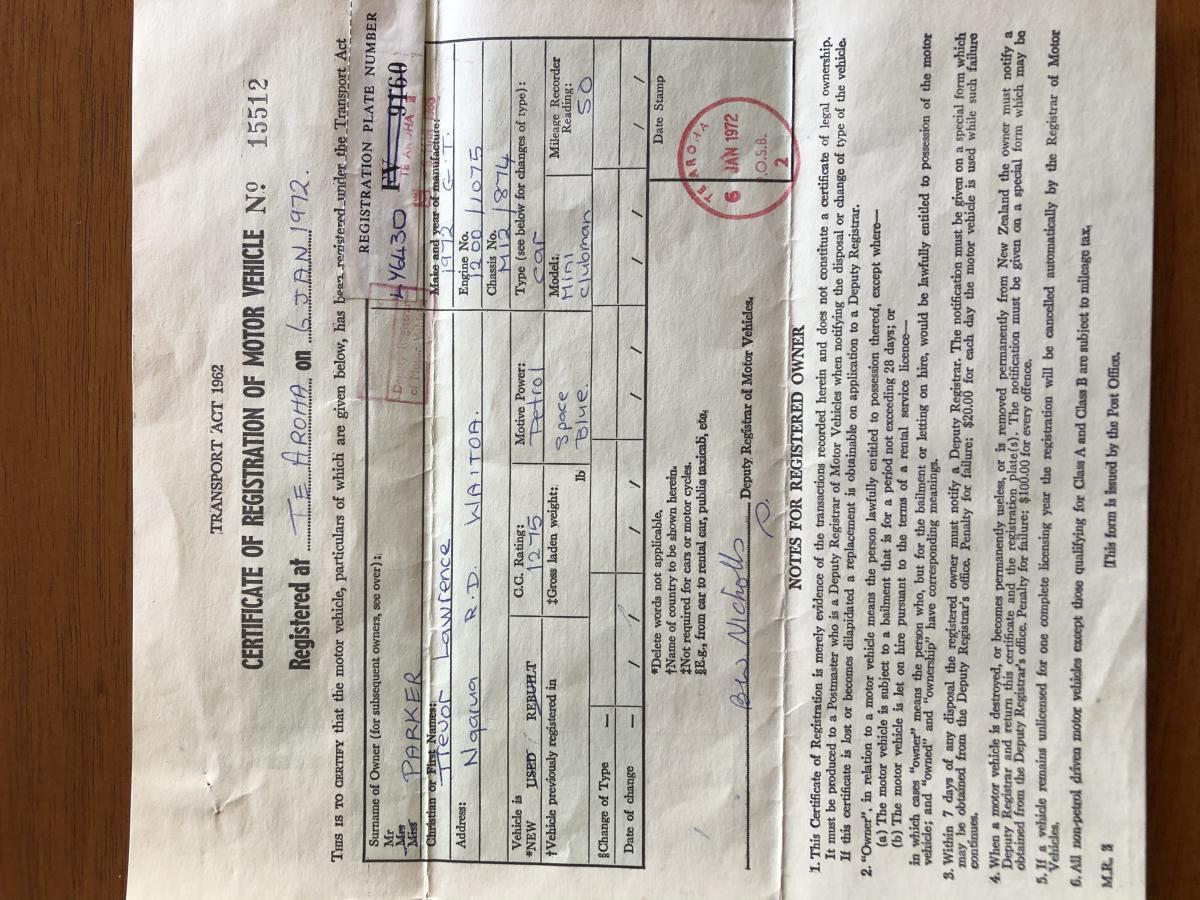 TRANSPORT ACT 1962
CERTIFICATE OF REGISTRATION OF MOTOR VEHICLE No 15512
Registered at TE AROHA on 6 JAN 1972.
THIS IS TO CERTIFY that the motor vehicle, particulars of which are given below, has been registered under the Transport Act
Surname of Owner (for subsequent owners, see over):
REGISTRATION PLATE NUMBER
Mr
Mrs
Miss
PARKER
Christian or First Names:
Trevor Lawrence
Make and year of manufacture:
1972 G.T.
Address:
Ngarua R.D. WAITOA.
Engine No.
Chassis No.
Vehicle is
*NEW USED REBUILT
C.C. Rating:
1275
Motive Power:
Petrol
Type (see below for changes of type):
Car
†Vehicle previously registered in
‡Gross laden weight:
lb
Space
Blue.
Model:
Mini
Clubman
Mileage Recorder
Reading:
50
§Change of Type —
Date of change —
*Delete words not applicable.
†Name of country to be shown herein.
‡Not required for cars or motor cycles.
§E.g., from car to rental car, public taxicab, etc.
Date Stamp
TE AROHA
6 JAN 1972
P.O.S.B.
2
Nicholls
Deputy Registrar of Motor Vehicles.
NOTES FOR REGISTERED OWNER
1. This Certificate of Registration is merely evidence of the transactions recorded herein and does not constitute a certificate of legal ownership.
It must be produced to a Postmaster who is a Deputy Registrar of Motor Vehicles when notifying the disposal or change of type of the vehicle.
If this certificate is lost or becomes dilapidated a replacement is obtainable on application to a Deputy Registrar.
2. "Owner", in relation to a motor vehicle means the person lawfully entitled to possession thereof, except where—
(a) The motor vehicle is subject to a bailment that is for a period not exceeding 28 days; or
(b) The motor vehicle is let on hire pursuant to the terms of a rental service licence—
in which cases "owner" means the person who, but for the bailment or letting on hire, would be lawfully entitled to possession of the motor
vehicle; and "owned" and "ownership" have corresponding meanings.
3. Within 7 days of any disposal the registered owner must notify a Deputy Registrar. The notification must be given on a special form which
may be obtained from the Deputy Registrar's office. Penalty for failure: $20.00 for each day the motor vehicle is used while such failure
continues.
4. When a motor vehicle is destroyed, or becomes permanently useless, or is removed permanently from New Zealand the owner must notify a
Deputy Registrar and return this certificate and the registration plate(s). The notification must be given on a special form which may be
obtained from the Deputy Registrar's office. Penalty for failure: $100.00 for every offence.
5. If a vehicle remains unlicensed for one complete licensing year the registration will be cancelled automatically by the Registrar of Motor
Vehicles.
6. All non-petrol driven motor vehicles except those qualifying for Class A and Class B are subject to mileage tax.
M.R. 3
[This form is issued by the Post Office.